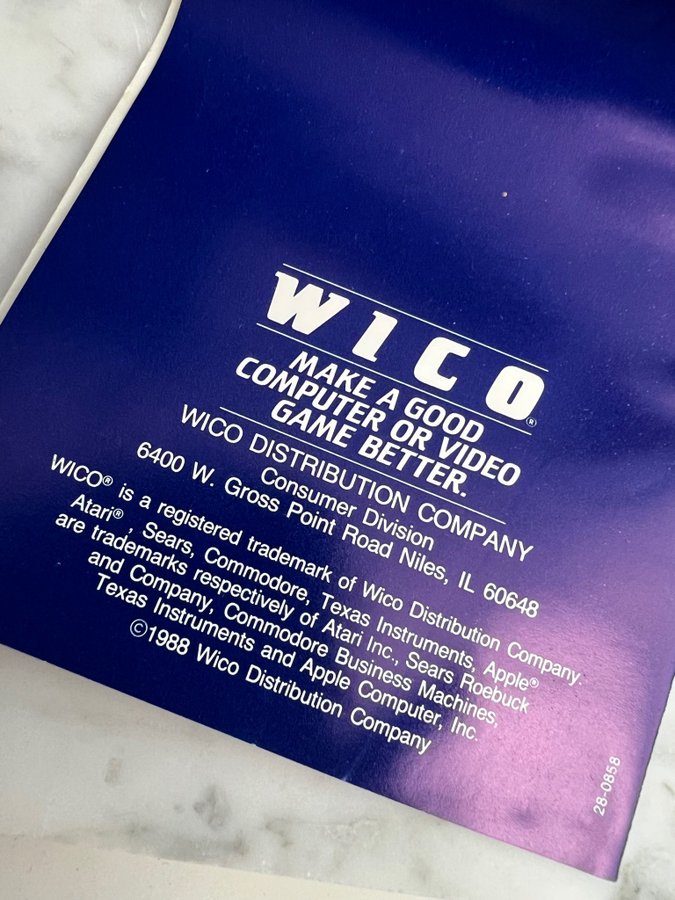 WICO®
MAKE A GOOD
COMPUTER OR VIDEO
GAME BETTER.
WICO DISTRIBUTION COMPANY
Consumer Division
6400 W. Gross Point Road Niles, IL 60648
WICO® is a registered trademark of Wico Distribution Company.
Atari®, Sears, Commodore, Texas Instruments, Apple®
are trademarks respectively of Atari Inc., Sears Roebuck
and Company, Commodore Business Machines,
Texas Instruments and Apple Computer, Inc.
©1988 Wico Distribution Company
28-0858